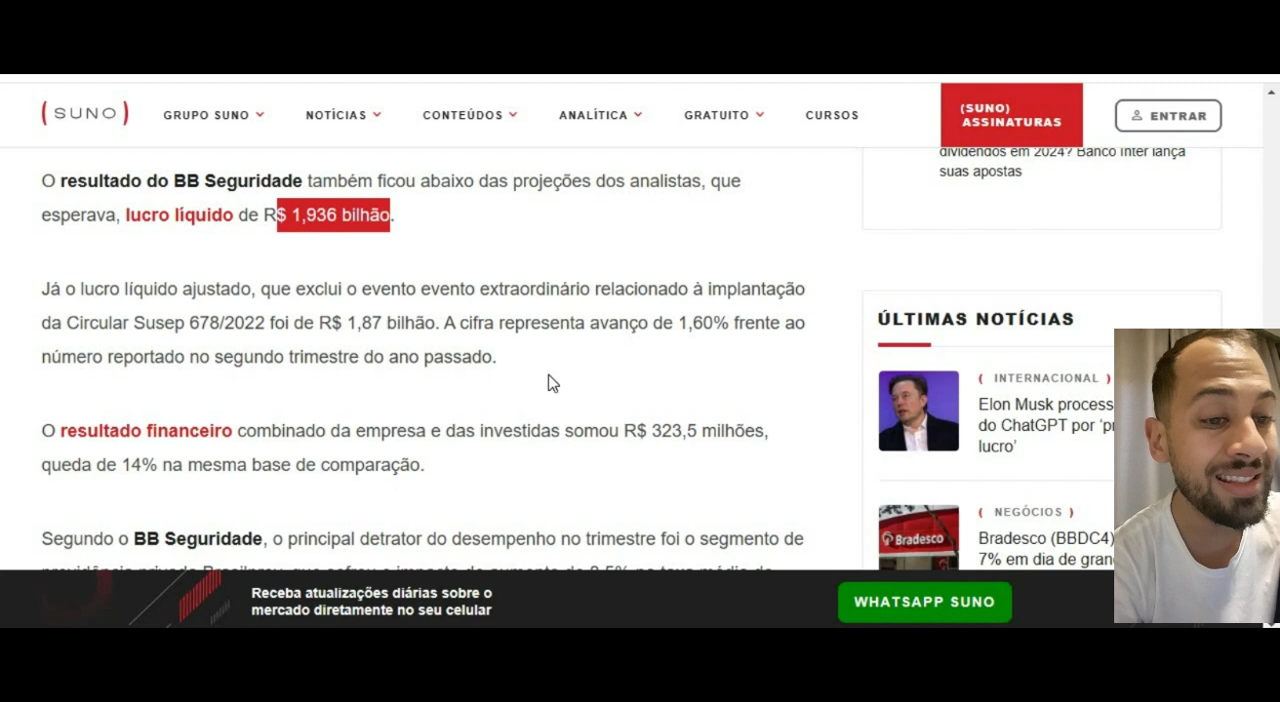 ( SUNO )
GRUPO SUNO
NOTÍCIAS
CONTEÚDOS
ANALÍTICA
GRATUITO
CURSOS
(SUNO)
ASSINATURAS
ENTRAR
O resultado do BB Seguridade também ficou abaixo das projeções dos analistas, que
esperava, lucro líquido de R$ 1,936 bilhão.
Já o lucro líquido ajustado, que exclui o evento evento extraordinário relacionado à implantação
da Circular Susep 678/2022 foi de R$ 1,87 bilhão. A cifra representa avanço de 1,60% frente ao
número reportado no segundo trimestre do ano passado.
O resultado financeiro combinado da empresa e das investidas somou R$ 323,5 milhões,
queda de 14% na mesma base de comparação.
Segundo o BB Seguridade, o principal detrator do desempenho no trimestre foi o segmento de
dividendos em 2024? Banco Inter lança
suas apostas
ÚLTIMAS NOTÍCIAS
( INTERNACIONAL )
Elon Musk process
do ChatGPT por 'pr
lucro'
( NEGÓCIOS )
Bradesco (BBDC4)
7% em dia de gran
Bradesco
Receba atualizações diárias sobre o
mercado diretamente no seu celular
WHATSAPP SUNO